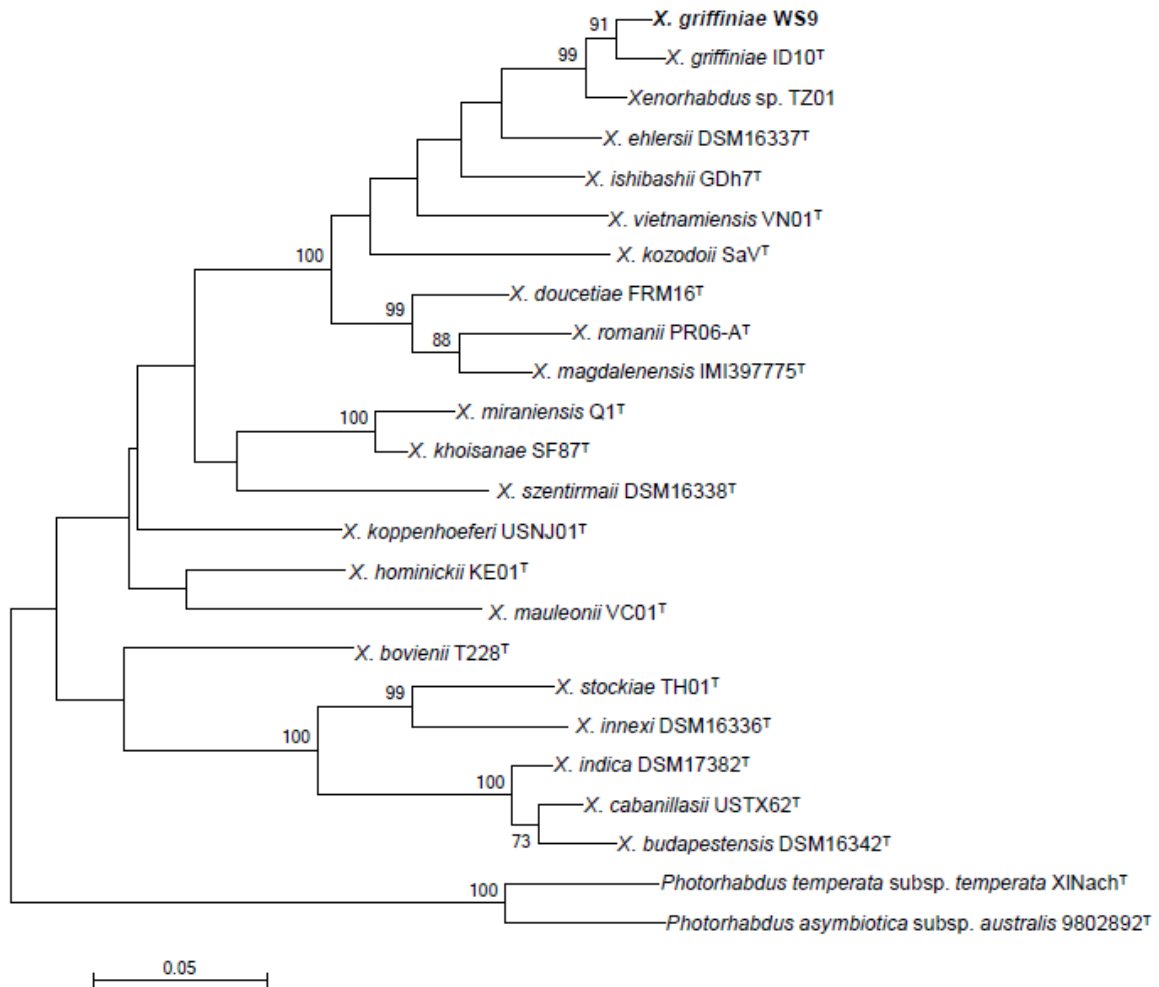 91
X. griffiniae WS9
99
X. griffiniae ID10ᵀ
Xenorhabdus sp. TZ01
X. ehlersii DSM16337ᵀ
X. ishibashii GDh7ᵀ
X. vietnamiensis VN01ᵀ
100
X. kozodoii SaVᵀ
99
X. doucetiae FRM16ᵀ
88
X. romanii PR06-Aᵀ
X. magdalenensis IMI397775ᵀ
100
X. miraniensis Q1ᵀ
X. khoisanae SF87ᵀ
X. szentirmaii DSM16338ᵀ
X. koppenhoeferi USNJ01ᵀ
X. hominickii KE01ᵀ
X. mauleonii VC01ᵀ
X. bovienii T228ᵀ
99
X. stockiae TH01ᵀ
100
X. innexi DSM16336ᵀ
100
X. indica DSM17382ᵀ
X. cabanillasii USTX62ᵀ
73
X. budapestensis DSM16342ᵀ
100
Photorhabdus temperata subsp. temperata XlNachᵀ
Photorhabdus asymbiotica subsp. australis 9802892ᵀ
0.05